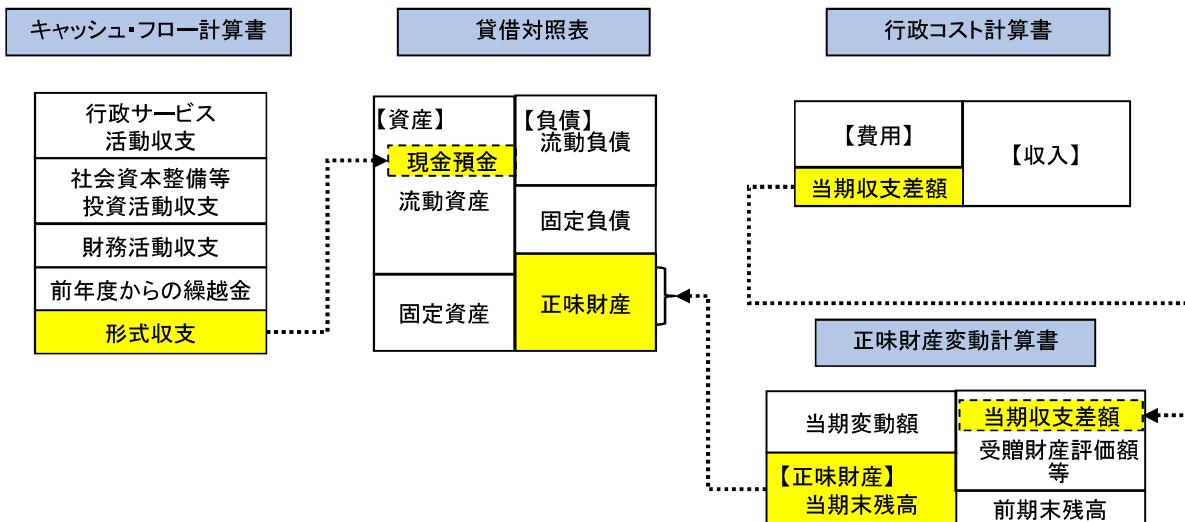 キャッシュ・フロー計算書
貸借対照表
行政コスト計算書
行政サービス
活動収支
社会資本整備等
投資活動収支
財務活動収支
前年度からの繰越金
形式収支
【資産】
現金預金
流動資産
固定資産
【負債】
流動負債
固定負債
正味財産
【費用】
当期収支差額
【収入】
正味財産変動計算書
当期変動額
【正味財産】
当期末残高
当期収支差額
受贈財産評価額
等
前期末残高